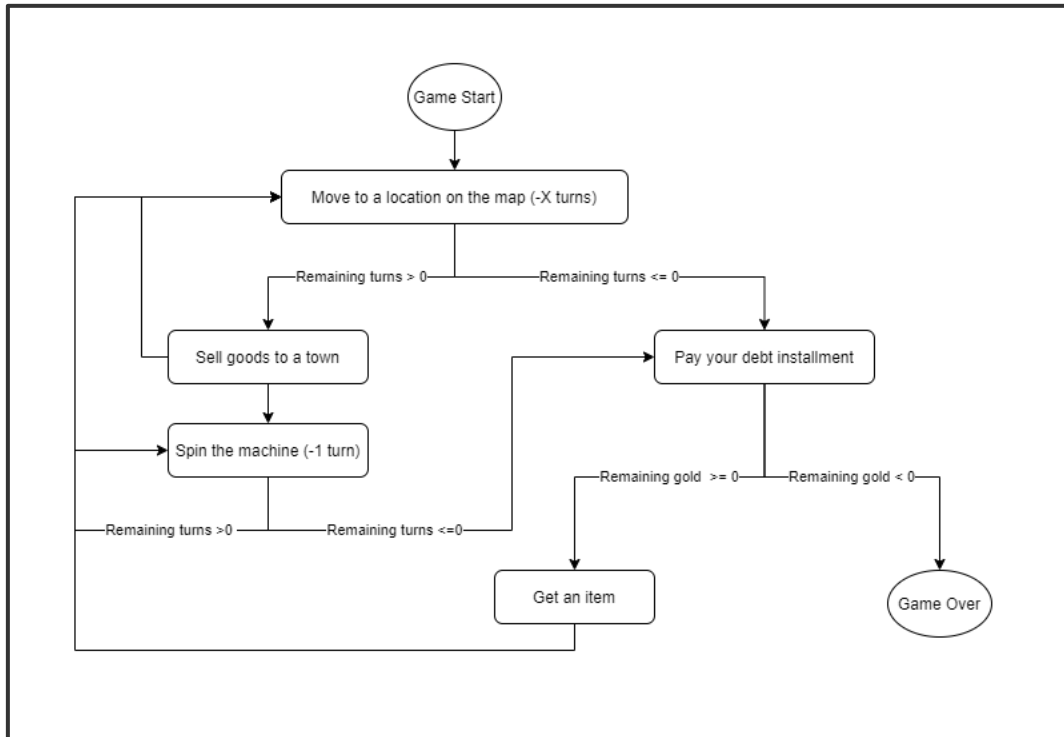 Game Start
Move to a location on the map (-X turns)
Remaining turns > 0
Remaining turns <= 0
Sell goods to a town
Pay your debt installment
Spin the machine (-1 turn)
Remaining gold  >= 0
Remaining gold < 0
Remaining turns >0
Remaining turns <=0
Get an item
Game Over